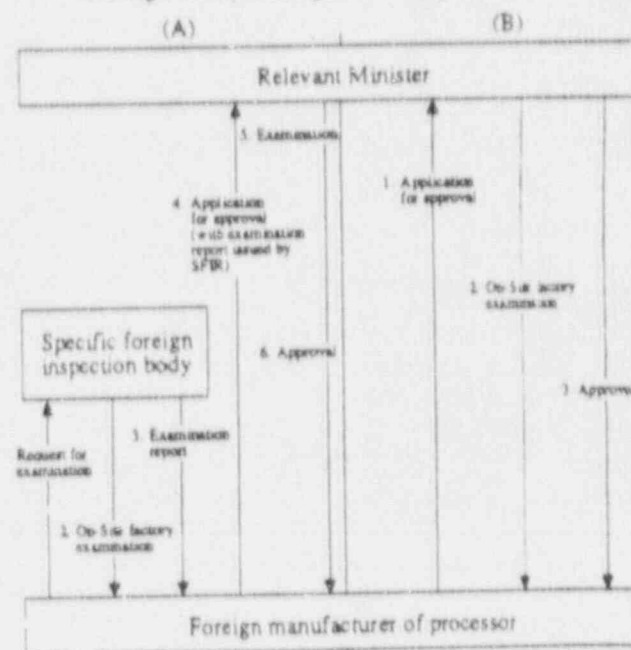 (A) (B)
Relevant Minister
5. Examination
1. Application
for approval
4. Application
for approval
(with examination
report issued by
SFIB)
2. On-Site factory
examination
Specific foreign
inspection body
6. Approval
3. Approval
3. Examination
report
Request for
examination
2. On-Site factory
examination
Foreign manufacturer of processor